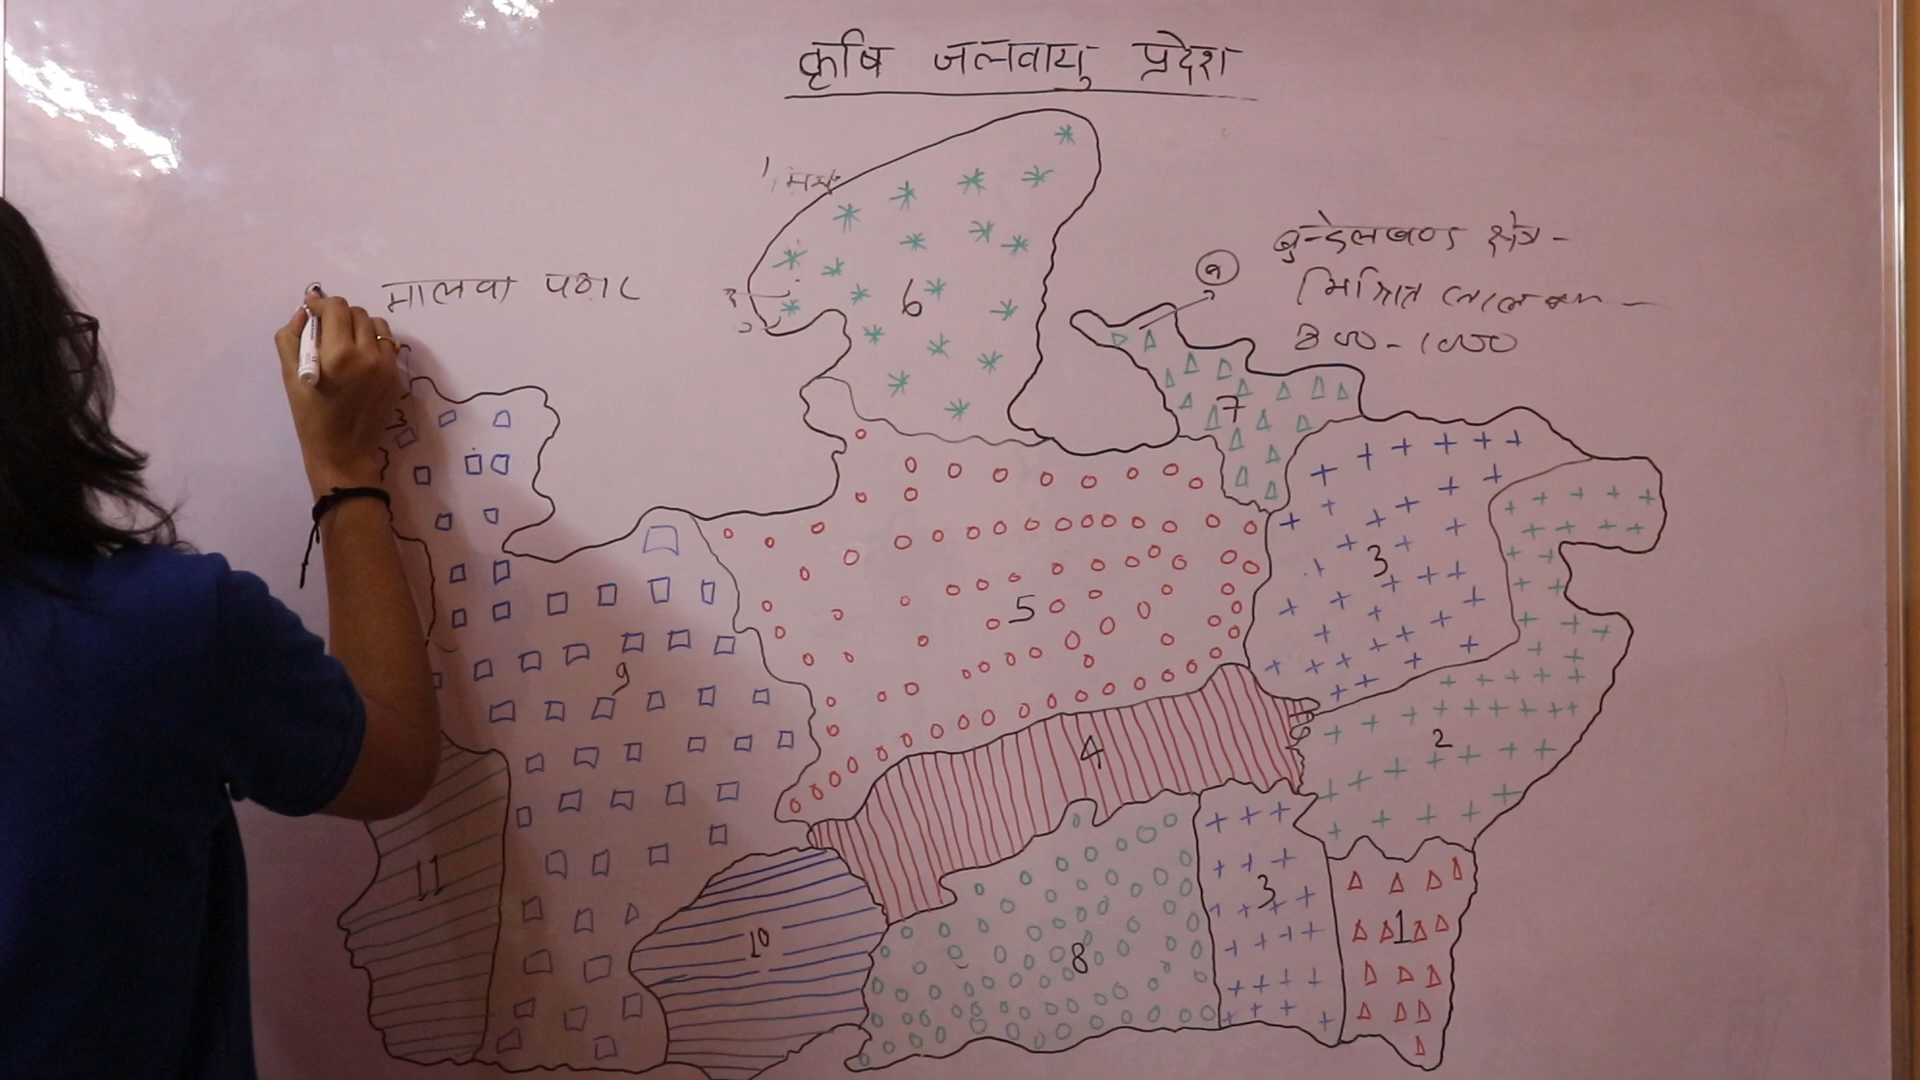 कृषि जलवायु प्रदेश
बुन्देलखण्ड क्षेत्र -
मिश्रित
800 - 1000
मालवा पठार
6
7
3
5
9
4
2
11
10
8
3
1